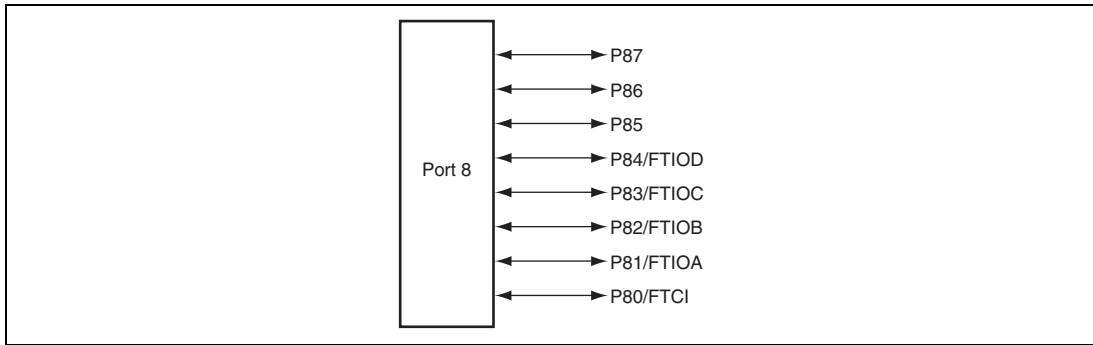 Port 8
P87
P86
P85
P84/FTIOD
P83/FTIOC
P82/FTIOB
P81/FTIOA
P80/FTCI